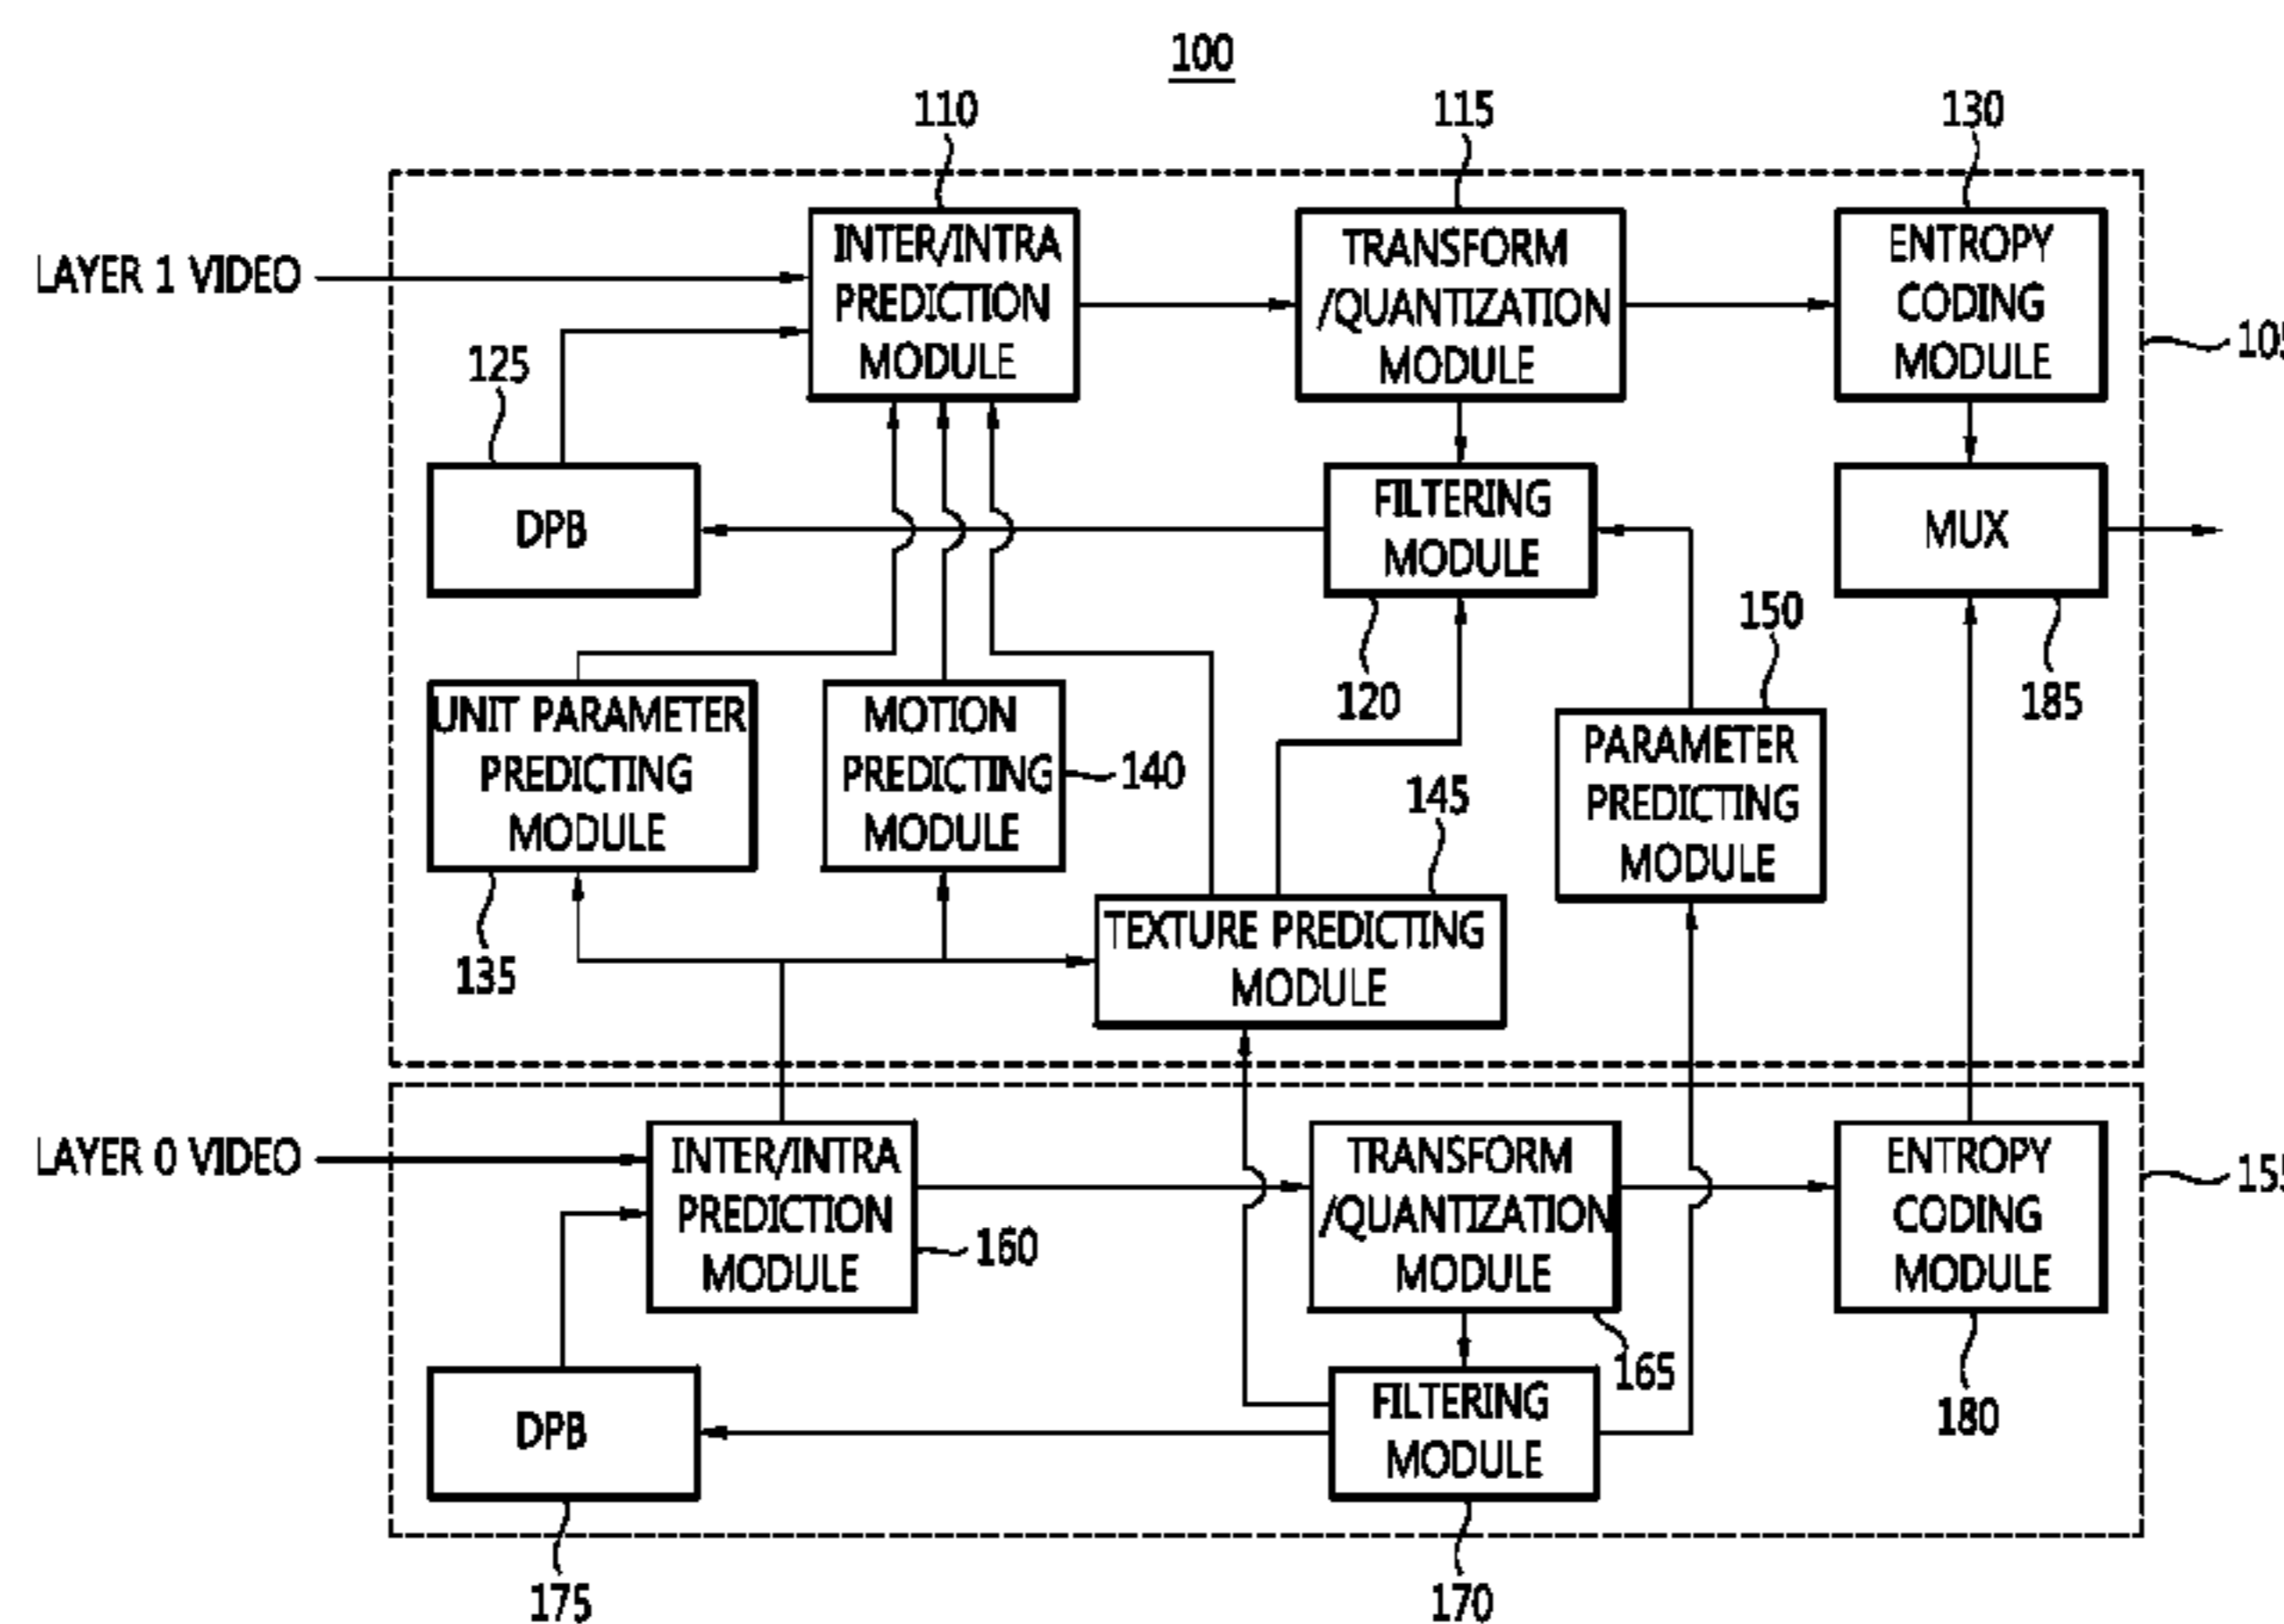 100
110
115
130
LAYER 1 VIDEO
INTER/INTRA
PREDICTION
MODULE
TRANSFORM
/QUANTIZATION
MODULE
ENTROPY
CODING
MODULE
105
125
DPB
FILTERING
MODULE
MUX
120
150
185
UNIT PARAMETER
PREDICTING
MODULE
MOTION
PREDICTING
MODULE
140
PARAMETER
PREDICTING
MODULE
145
135
TEXTURE PREDICTING
MODULE
LAYER 0 VIDEO
INTER/INTRA
PREDICTION
MODULE
160
TRANSFORM
/QUANTIZATION
MODULE
165
ENTROPY
CODING
MODULE
155
180
DPB
FILTERING
MODULE
175
170